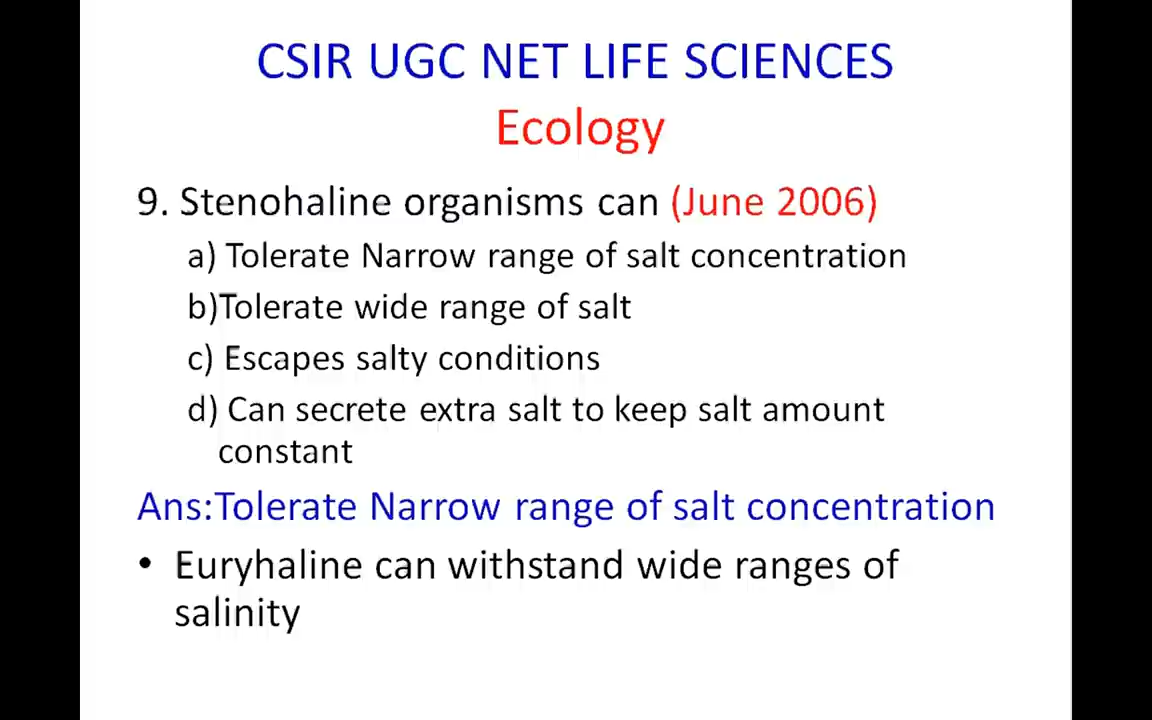 CSIR UGC NET LIFE SCIENCES
Ecology
9. Stenohaline organisms can (June 2006)
a) Tolerate Narrow range of salt concentration
b)Tolerate wide range of salt
c) Escapes salty conditions
d) Can secrete extra salt to keep salt amount
constant
Ans:Tolerate Narrow range of salt concentration
• Euryhaline can withstand wide ranges of
salinity